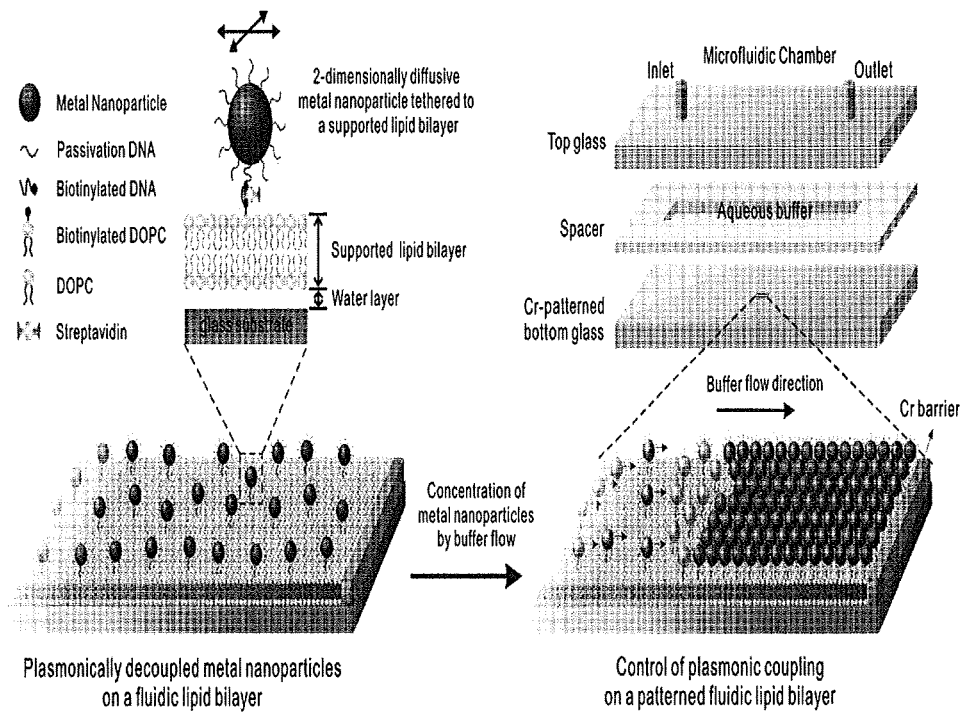 Metal Nanoparticle
Passivation DNA
Biotinylated DNA
Biotinylated DOPC
DOPC
Streptavidin
2-dimensionally diffusive
metal nanoparticle tethered to
a supported lipid bilayer
Supported lipid bilayer
Water layer
glass substrate
Microfluidic Chamber
Inlet
Outlet
Top glass
Aqueous buffer
Spacer
Cr-patterned
bottom glass
Buffer flow direction
Cr barrier
Concentration of
metal nanoparticles
by buffer flow
Plasmonically decoupled metal nanoparticles
on a fluidic lipid bilayer
Control of plasmonic coupling
on a patterned fluidic lipid bilayer